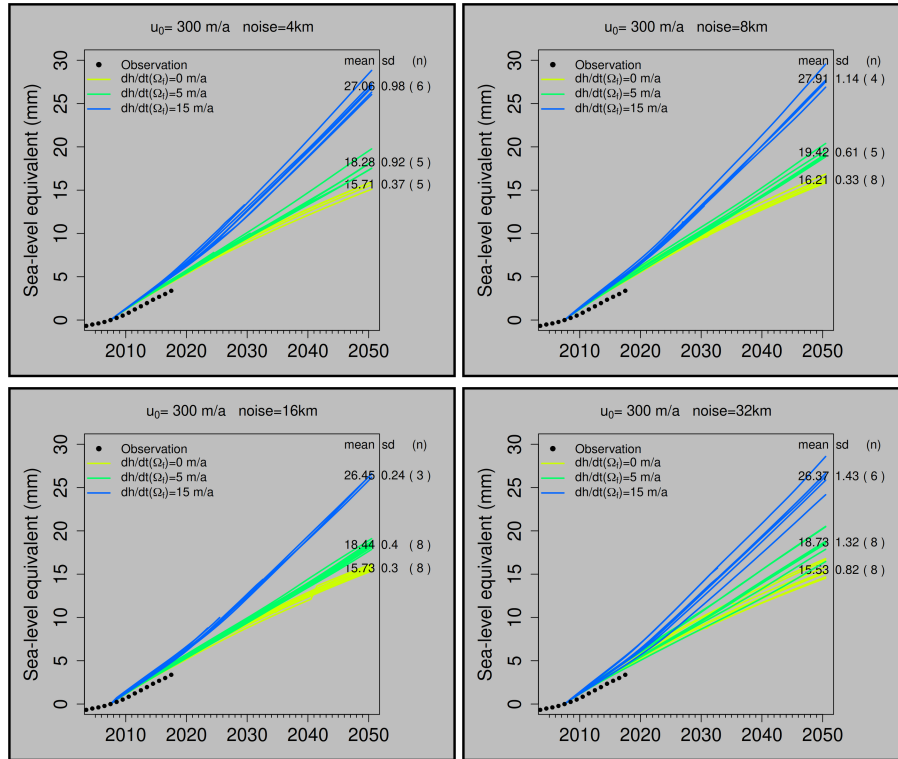 u₀= 300 m/a noise=4km
mean sd (n)
Observation
dh/dt(Ωf)=0 m/a
dh/dt(Ωf)=5 m/a
dh/dt(Ωf)=15 m/a
27.06 0.98 ( 6 )
18.28 0.92 ( 5 )
15.71 0.37 ( 5 )
Sea-level equivalent (mm)
30
25
20
15
10
5
0
2010 2020 2030 2040 2050
u₀= 300 m/a noise=8km
mean sd (n)
Observation
dh/dt(Ωf)=0 m/a
dh/dt(Ωf)=5 m/a
dh/dt(Ωf)=15 m/a
27.91 1.14 ( 4 )
19.42 0.61 ( 5 )
16.21 0.33 ( 8 )
Sea-level equivalent (mm)
30
25
20
15
10
5
0
2010 2020 2030 2040 2050
u₀= 300 m/a noise=16km
mean sd (n)
Observation
dh/dt(Ωf)=0 m/a
dh/dt(Ωf)=5 m/a
dh/dt(Ωf)=15 m/a
26.45 0.24 ( 3 )
18.44 0.4 ( 8 )
15.73 0.3 ( 8 )
Sea-level equivalent (mm)
30
25
20
15
10
5
0
2010 2020 2030 2040 2050
u₀= 300 m/a noise=32km
mean sd (n)
Observation
dh/dt(Ωf)=0 m/a
dh/dt(Ωf)=5 m/a
dh/dt(Ωf)=15 m/a
26.37 1.43 ( 6 )
18.73 1.32 ( 8 )
15.53 0.82 ( 8 )
Sea-level equivalent (mm)
30
25
20
15
10
5
0
2010 2020 2030 2040 2050